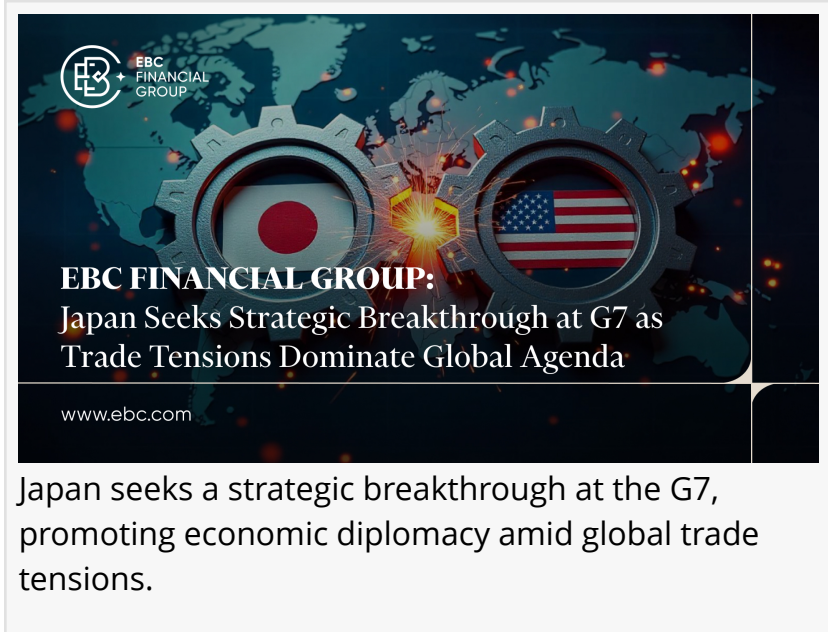 EBC
FINANCIAL
GROUP
EBC FINANCIAL GROUP:
Japan Seeks Strategic Breakthrough at G7 as
Trade Tensions Dominate Global Agenda
www.ebc.com
Japan seeks a strategic breakthrough at the G7,
promoting economic diplomacy amid global trade
tensions.